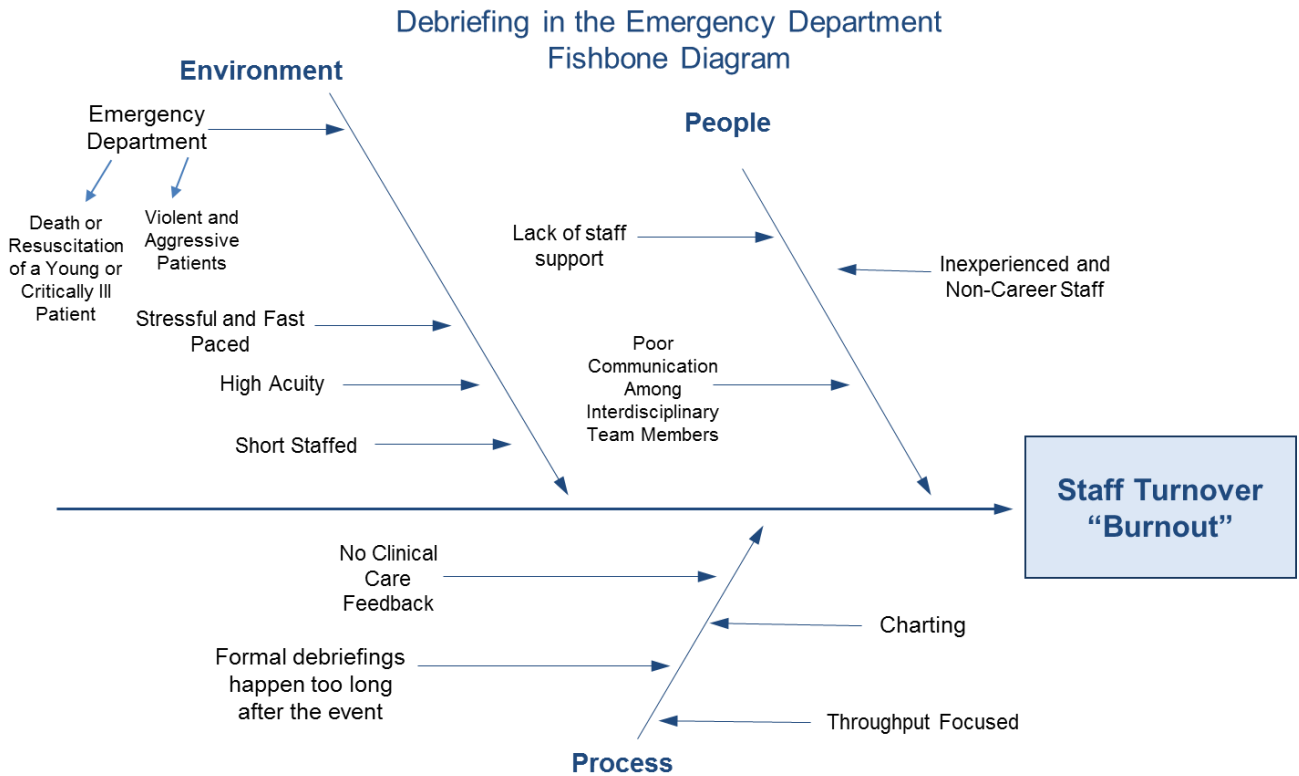 Debriefing in the Emergency Department
Fishbone Diagram
Environment
Emergency
Department
Death or
Resuscitation
of a Young or
Critically Ill
Patient
Violent and
Aggressive
Patients
Stressful and Fast
Paced
High Acuity
Short Staffed
People
Lack of staff
support
Inexperienced and
Non-Career Staff
Poor
Communication
Among
Interdisciplinary
Team Members
Staff Turnover
“Burnout”
No Clinical
Care
Feedback
Charting
Formal debriefings
happen too long
after the event
Throughput Focused
Process